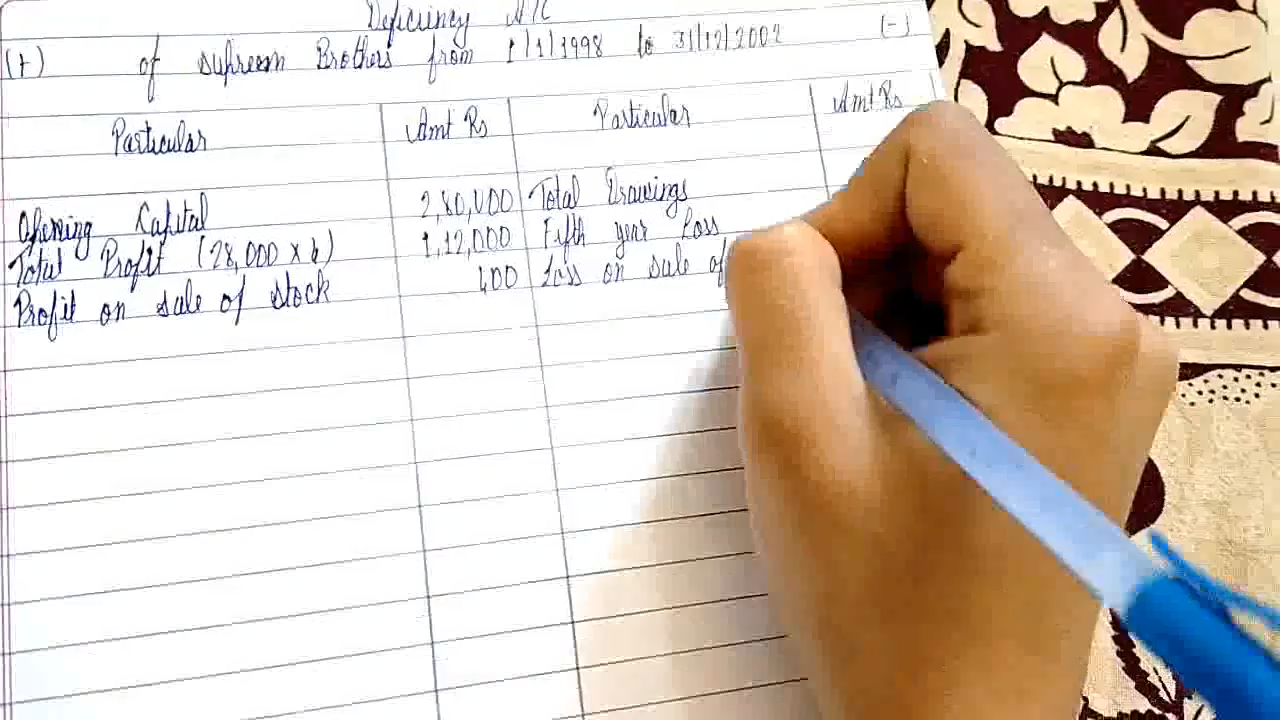 Deficiency A/C
(+) of supreem Brothers from 1/1/1998 to 31/12/2002 (-)
Particular Amt Rs Particular Amt Rs
Opening Capital 2,80,000 Total Drawings
Total Profit (28,000 x 4) 1,12,000 Fifth year Loss
Profit on sale of stock 400 Loss on sale of